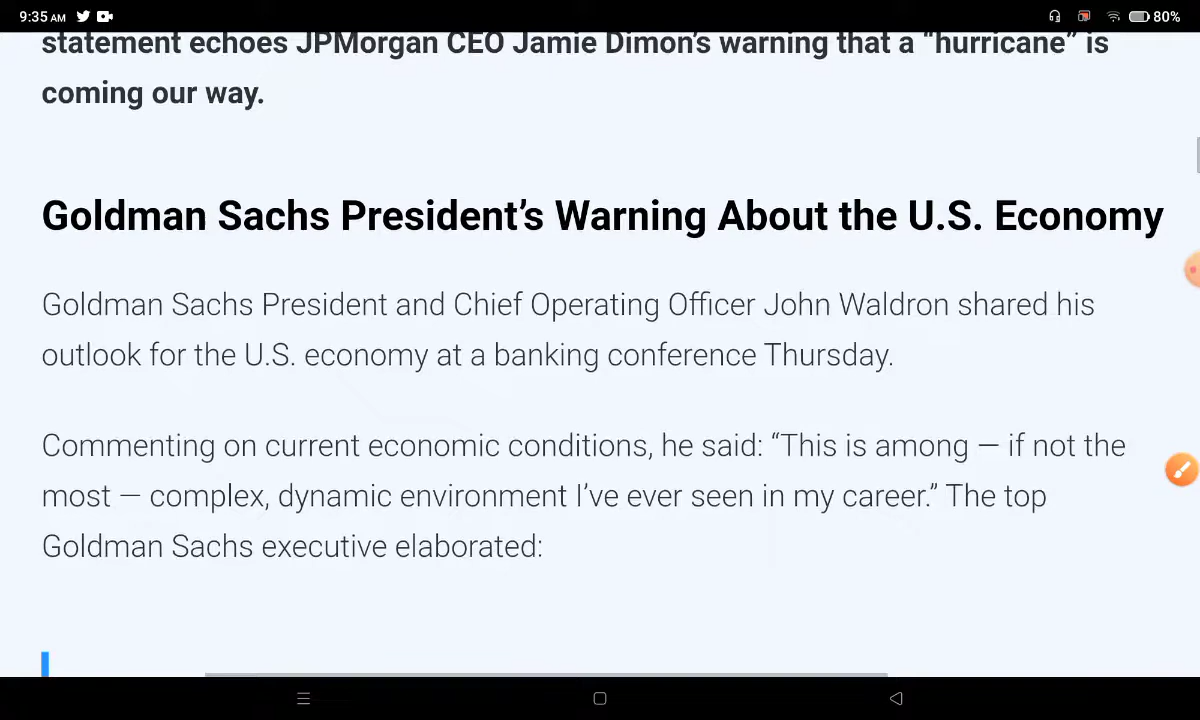 9:35 AM
80%
statement echoes JPMorgan CEO Jamie Dimon’s warning that a “hurricane” is
coming our way.
Goldman Sachs President’s Warning About the U.S. Economy
Goldman Sachs President and Chief Operating Officer John Waldron shared his
outlook for the U.S. economy at a banking conference Thursday.
Commenting on current economic conditions, he said: “This is among — if not the
most — complex, dynamic environment I’ve ever seen in my career.” The top
Goldman Sachs executive elaborated: